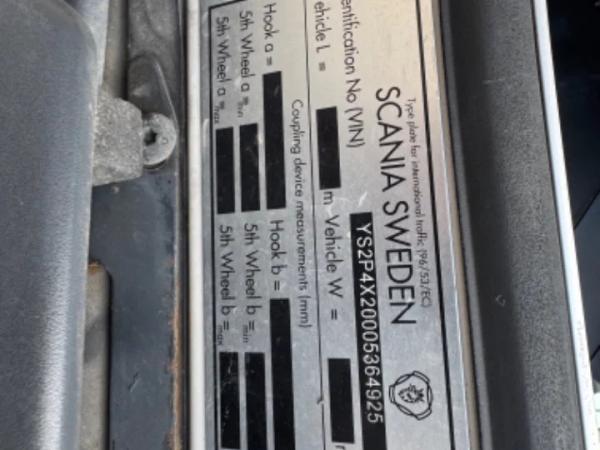 Type plate for international traffic (96/53/EC)
SCANIA SWEDEN
entification No (VIN) YS2P4X20005364925
ehicle L = m Vehicle W =
Coupling device measurements (mm)
Hook a = Hook b =
5th Wheel a min = 5th Wheel b min =
5th Wheel a max = 5th Wheel b max =